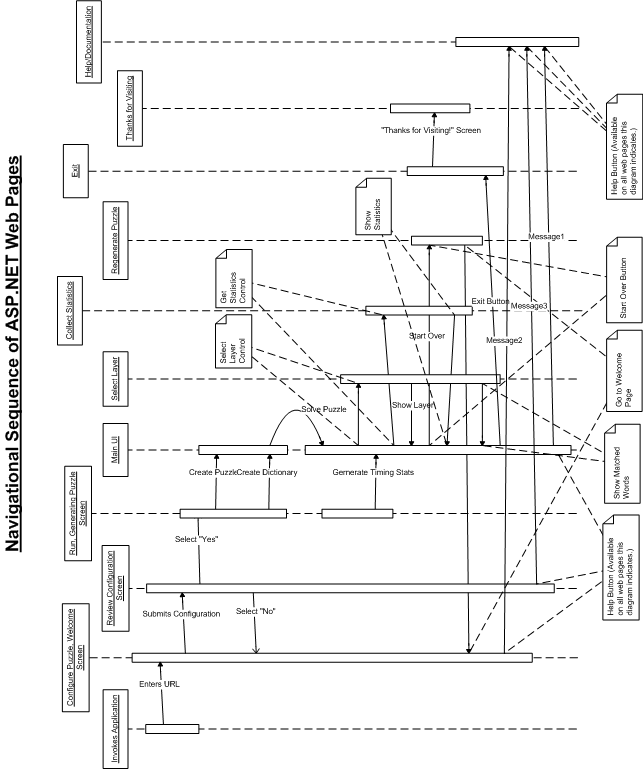 Navigational Sequence of ASP.NET Web Pages
Invokes Application
Configure Puzzle, Welcome
Screen
Review Configuration
Screen
Run, Generating Puzzle
Screen
Main UI
Select Layer
Collect Statistics
Regenerate Puzzle
Exit
Thanks for Visiting
Help/Documentation
Enters URL
Submits Configuration
Select "No"
Select "Yes"
Create Puzzle
Create Dictionary
Gernerate Timing Stats
Solve Puzzle
Show Layer
Start Over
Exit Button
Message2
Message3
Message1
"Thanks for Visiting!" Screen
Select
Layer
Control
Get
Statistics
Control
Show
Statistics
Help Button (Available
on all web pages this
diagram indicates.)
Show Matched
Words
Go to Welcome
Page
Start Over Button
Help Button (Available
on all web pages this
diagram indicates.)